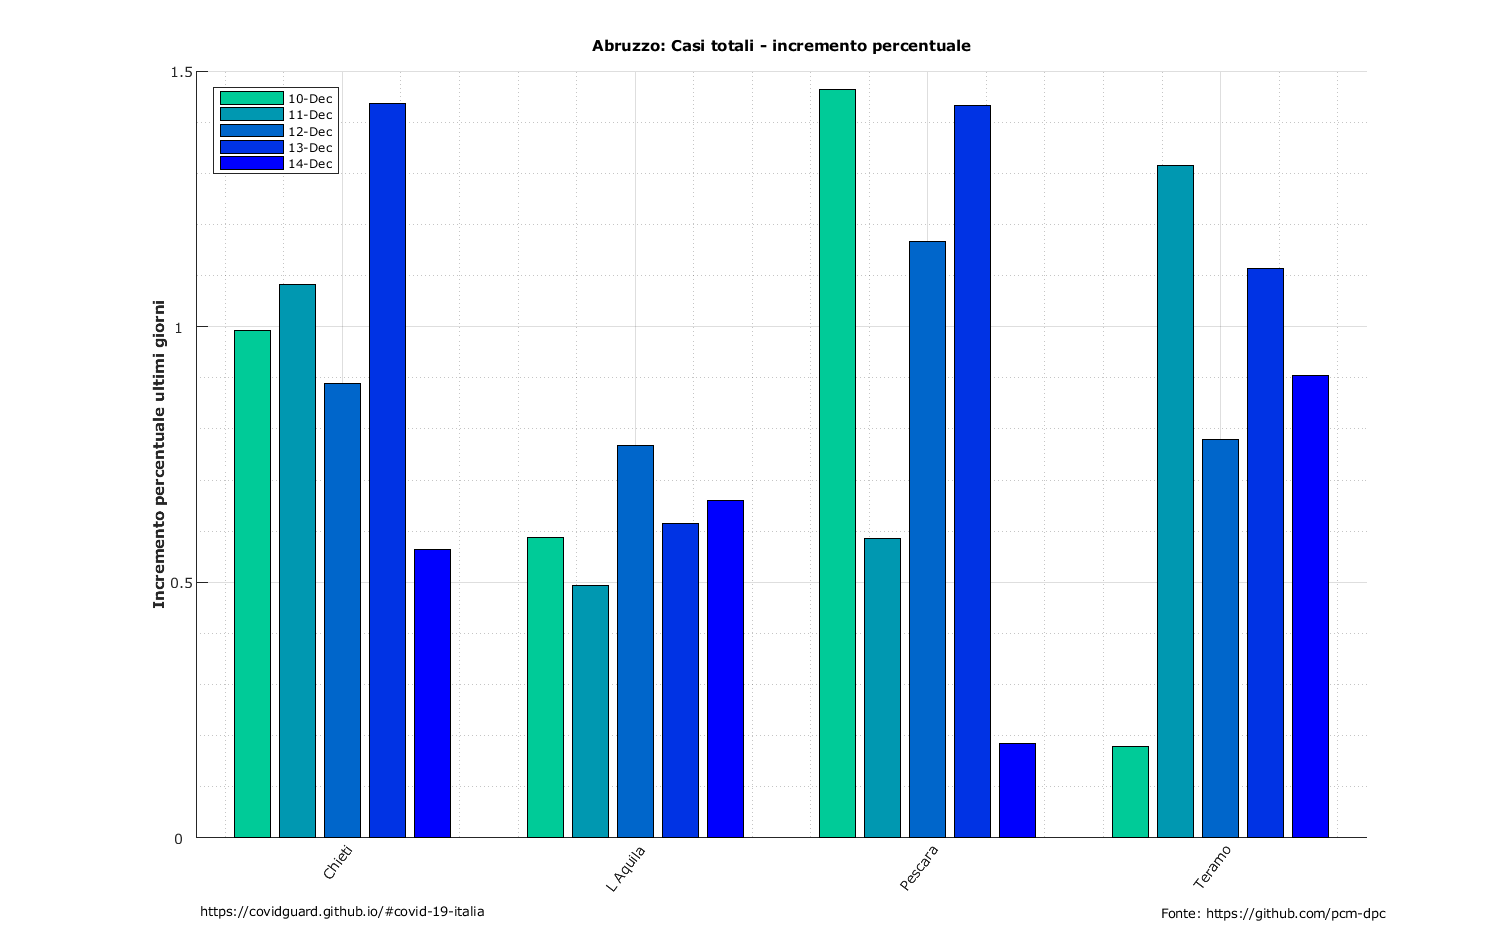 Abruzzo: Casi totali - incremento percentuale
1.5
10-Dec
11-Dec
12-Dec
13-Dec
14-Dec
1
Incremento percentuale ultimi giorni
0.5
0
Chieti
L Aquila
Pescara
Teramo
https://covidguard.github.io/#covid-19-italia
Fonte: https://github.com/pcm-dpc